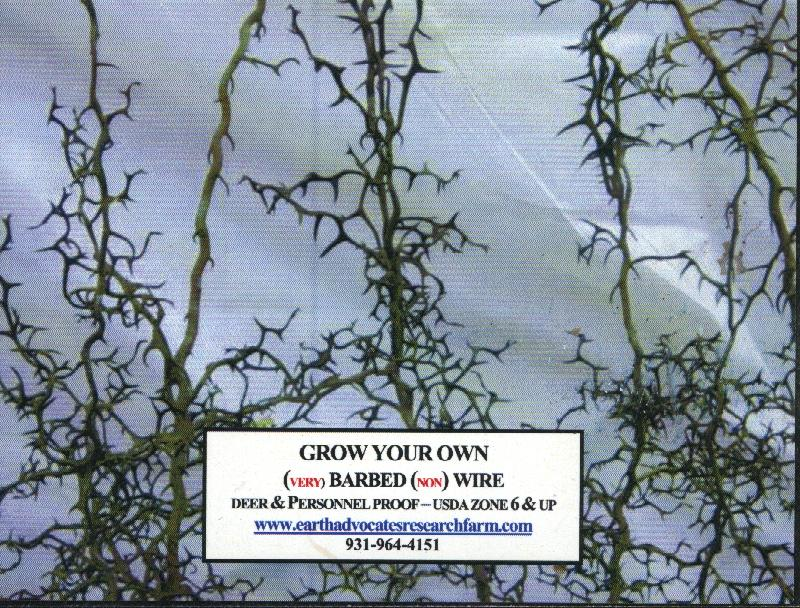 GROW YOUR OWN
(VERY) BARBED (NON) WIRE
DEER & PERSONNEL PROOF — USDA ZONE 6 & UP
www.earthadvocatesresearchfarm.com
931-964-4151